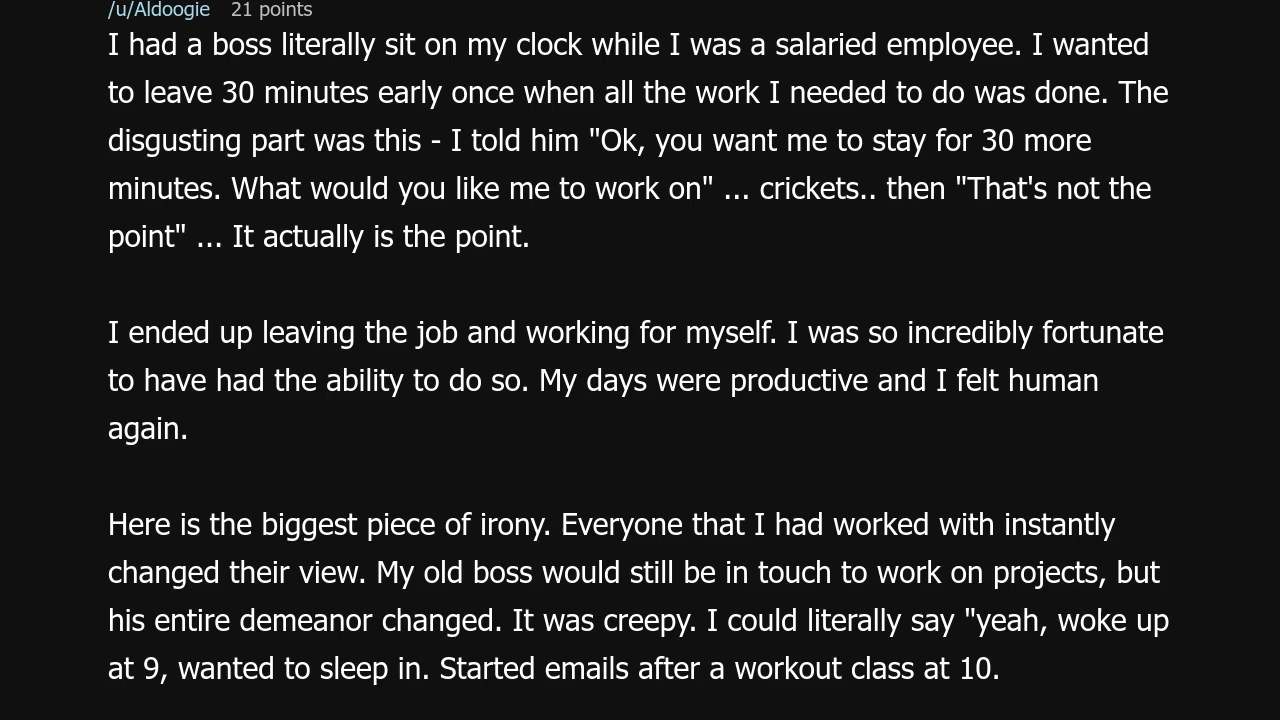 /u/Aldoogie 21 points
I had a boss literally sit on my clock while I was a salaried employee. I wanted
to leave 30 minutes early once when all the work I needed to do was done. The
disgusting part was this - I told him "Ok, you want me to stay for 30 more
minutes. What would you like me to work on" ... crickets.. then "That's not the
point" ... It actually is the point.
I ended up leaving the job and working for myself. I was so incredibly fortunate
to have had the ability to do so. My days were productive and I felt human
again.
Here is the biggest piece of irony. Everyone that I had worked with instantly
changed their view. My old boss would still be in touch to work on projects, but
his entire demeanor changed. It was creepy. I could literally say "yeah, woke up
at 9, wanted to sleep in. Started emails after a workout class at 10.